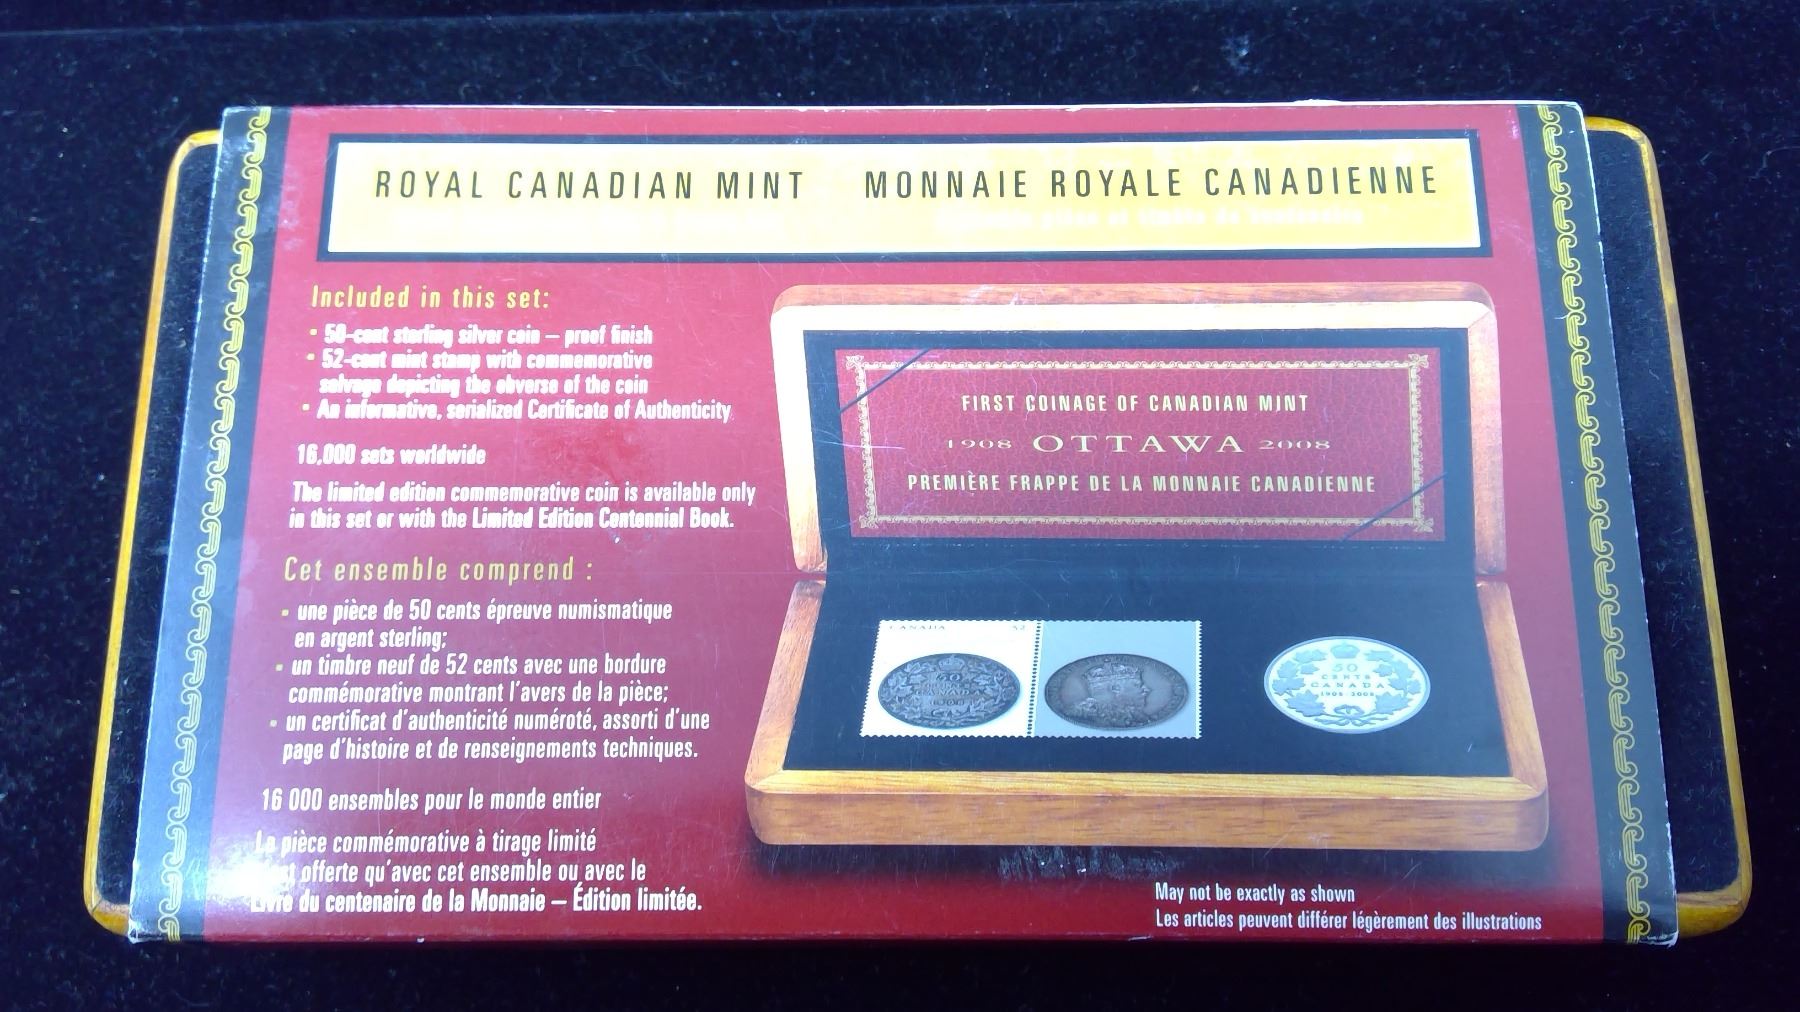 ROYAL CANADIAN MINT MONNAIE ROYALE CANADIENNE
Included in this set:
• 50-cent sterling silver coin – proof finish
• 52-cent mint stamp with commemorative
selvage depicting the obverse of the coin
• An informative, serialized Certificate of Authenticity
16,000 sets worldwide
The limited edition commemorative coin is available only
in this set or with the Limited Edition Centennial Book.
Cet ensemble comprend :
• une pièce de 50 cents épreuve numismatique
en argent sterling;
• un timbre neuf de 52 cents avec une bordure
commémorative montrant l'avers de la pièce;
• un certificat d'authenticité numéroté, assorti d'une
page d'histoire et de renseignements techniques.
16 000 ensembles pour le monde entier
La pièce commémorative à tirage limité
offerte qu'avec cet ensemble ou avec le
Livre du centenaire de la Monnaie – Édition limitée.
FIRST COINAGE OF CANADIAN MINT
1908 OTTAWA 2008
PREMIÈRE FRAPPE DE LA MONNAIE CANADIENNE
CANADA 52
50
CANADA
1908
50
CENTS
CANADA
1908-2008
May not be exactly as shown
Les articles peuvent différer légèrement des illustrations